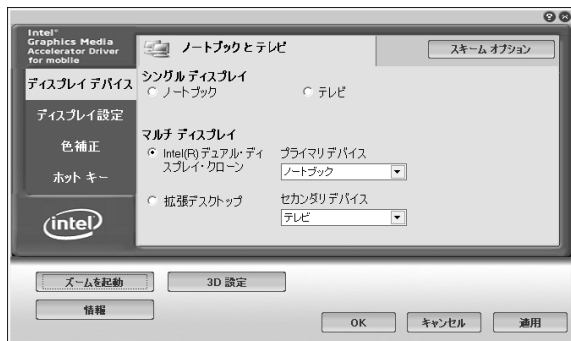 Intel®
Graphics Media
Accelerator Driver
for mobile
ノートブックとテレビ
スキーム オプション
ディスプレイ デバイス
ディスプレイ設定
色補正
ホット キー
intel
シングル ディスプレイ
ノートブック
テレビ
マルチ ディスプレイ
Intel(R) デュアル・ディ
スプレイ・クローン
プライマリ デバイス
ノートブック
拡張デスクトップ
セカンダリ デバイス
テレビ
ズームを起動
3D 設定
情報
OK
キャンセル
適用